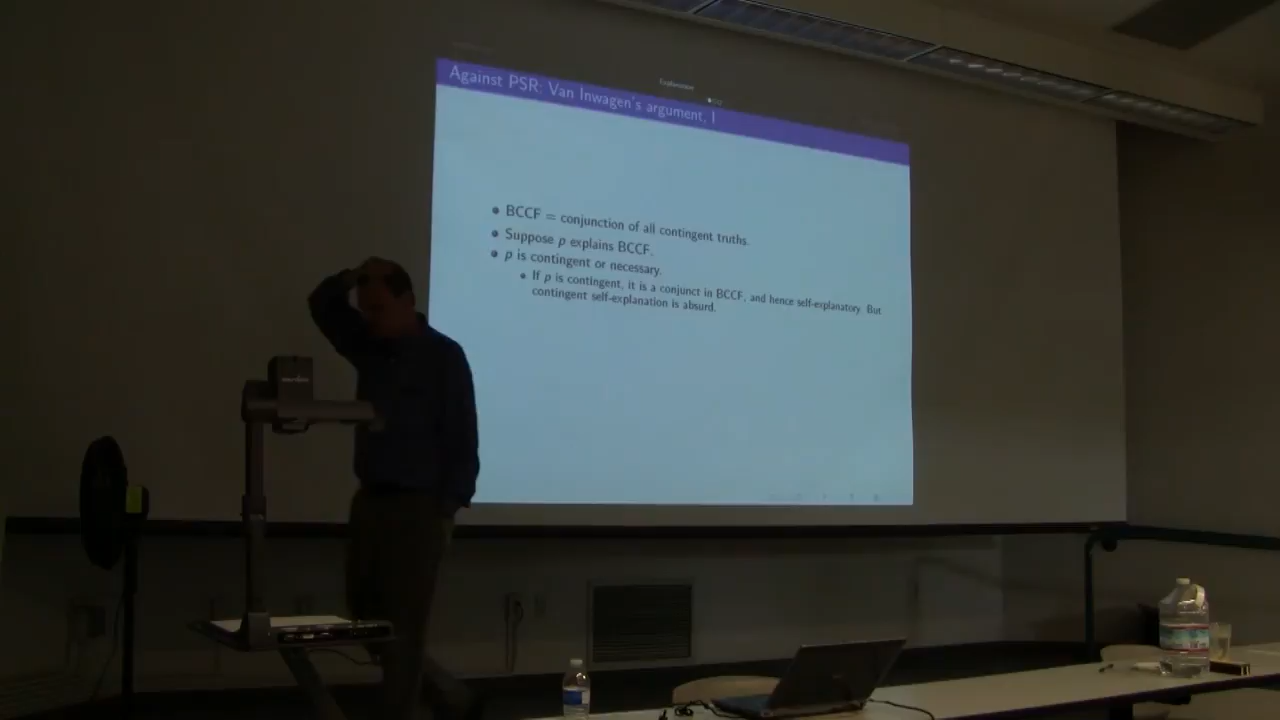 Explanation
Against PSR: Van Inwagen's argument, I
BCCF = conjunction of all contingent truths.
Suppose p explains BCCF.
p is contingent or necessary.
If p is contingent, it is a conjunct in BCCF, and hence self-explanatory. But
contingent self-explanation is absurd.